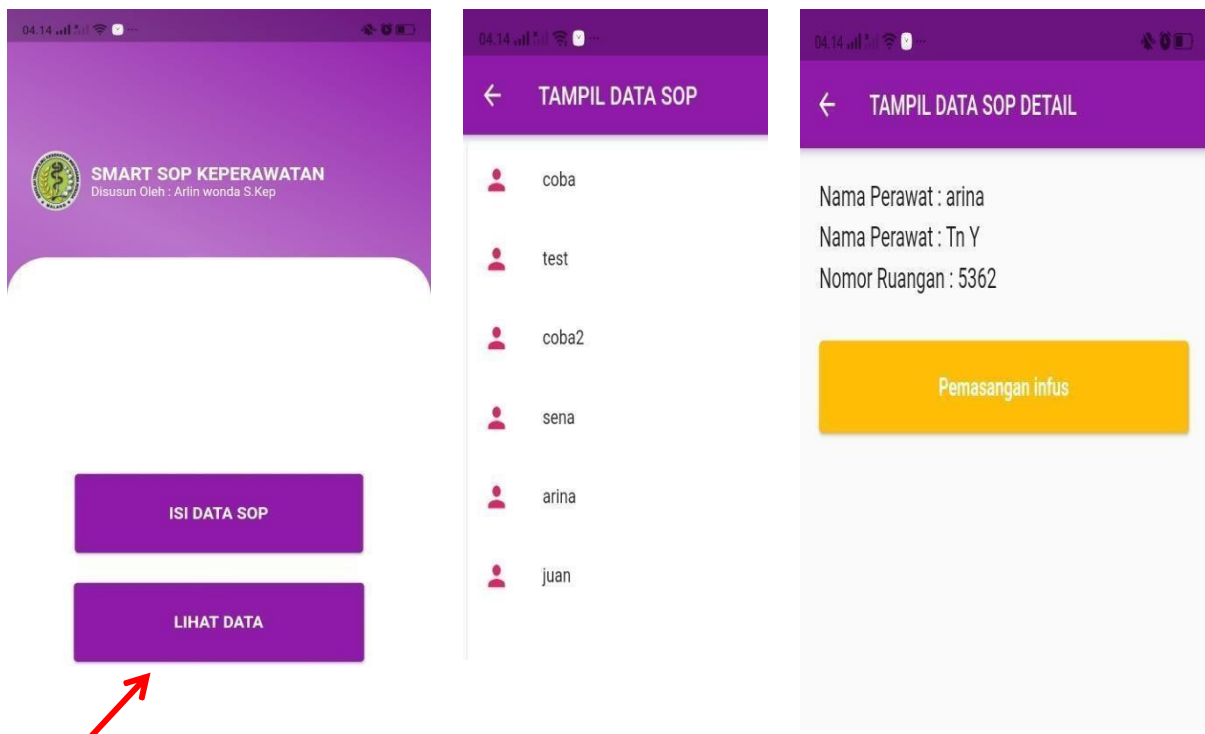 04.14
SMART SOP KEPERAWATAN
Disusun Oleh : Arlin wonda S.Kep
ISI DATA SOP
LIHAT DATA
04.14
TAMPIL DATA SOP
coba
test
coba2
sena
arina
juan
04.14
TAMPIL DATA SOP DETAIL
Nama Perawat : arina
Nama Perawat : Tn Y
Nomor Ruangan : 5362
Pemasangan infus